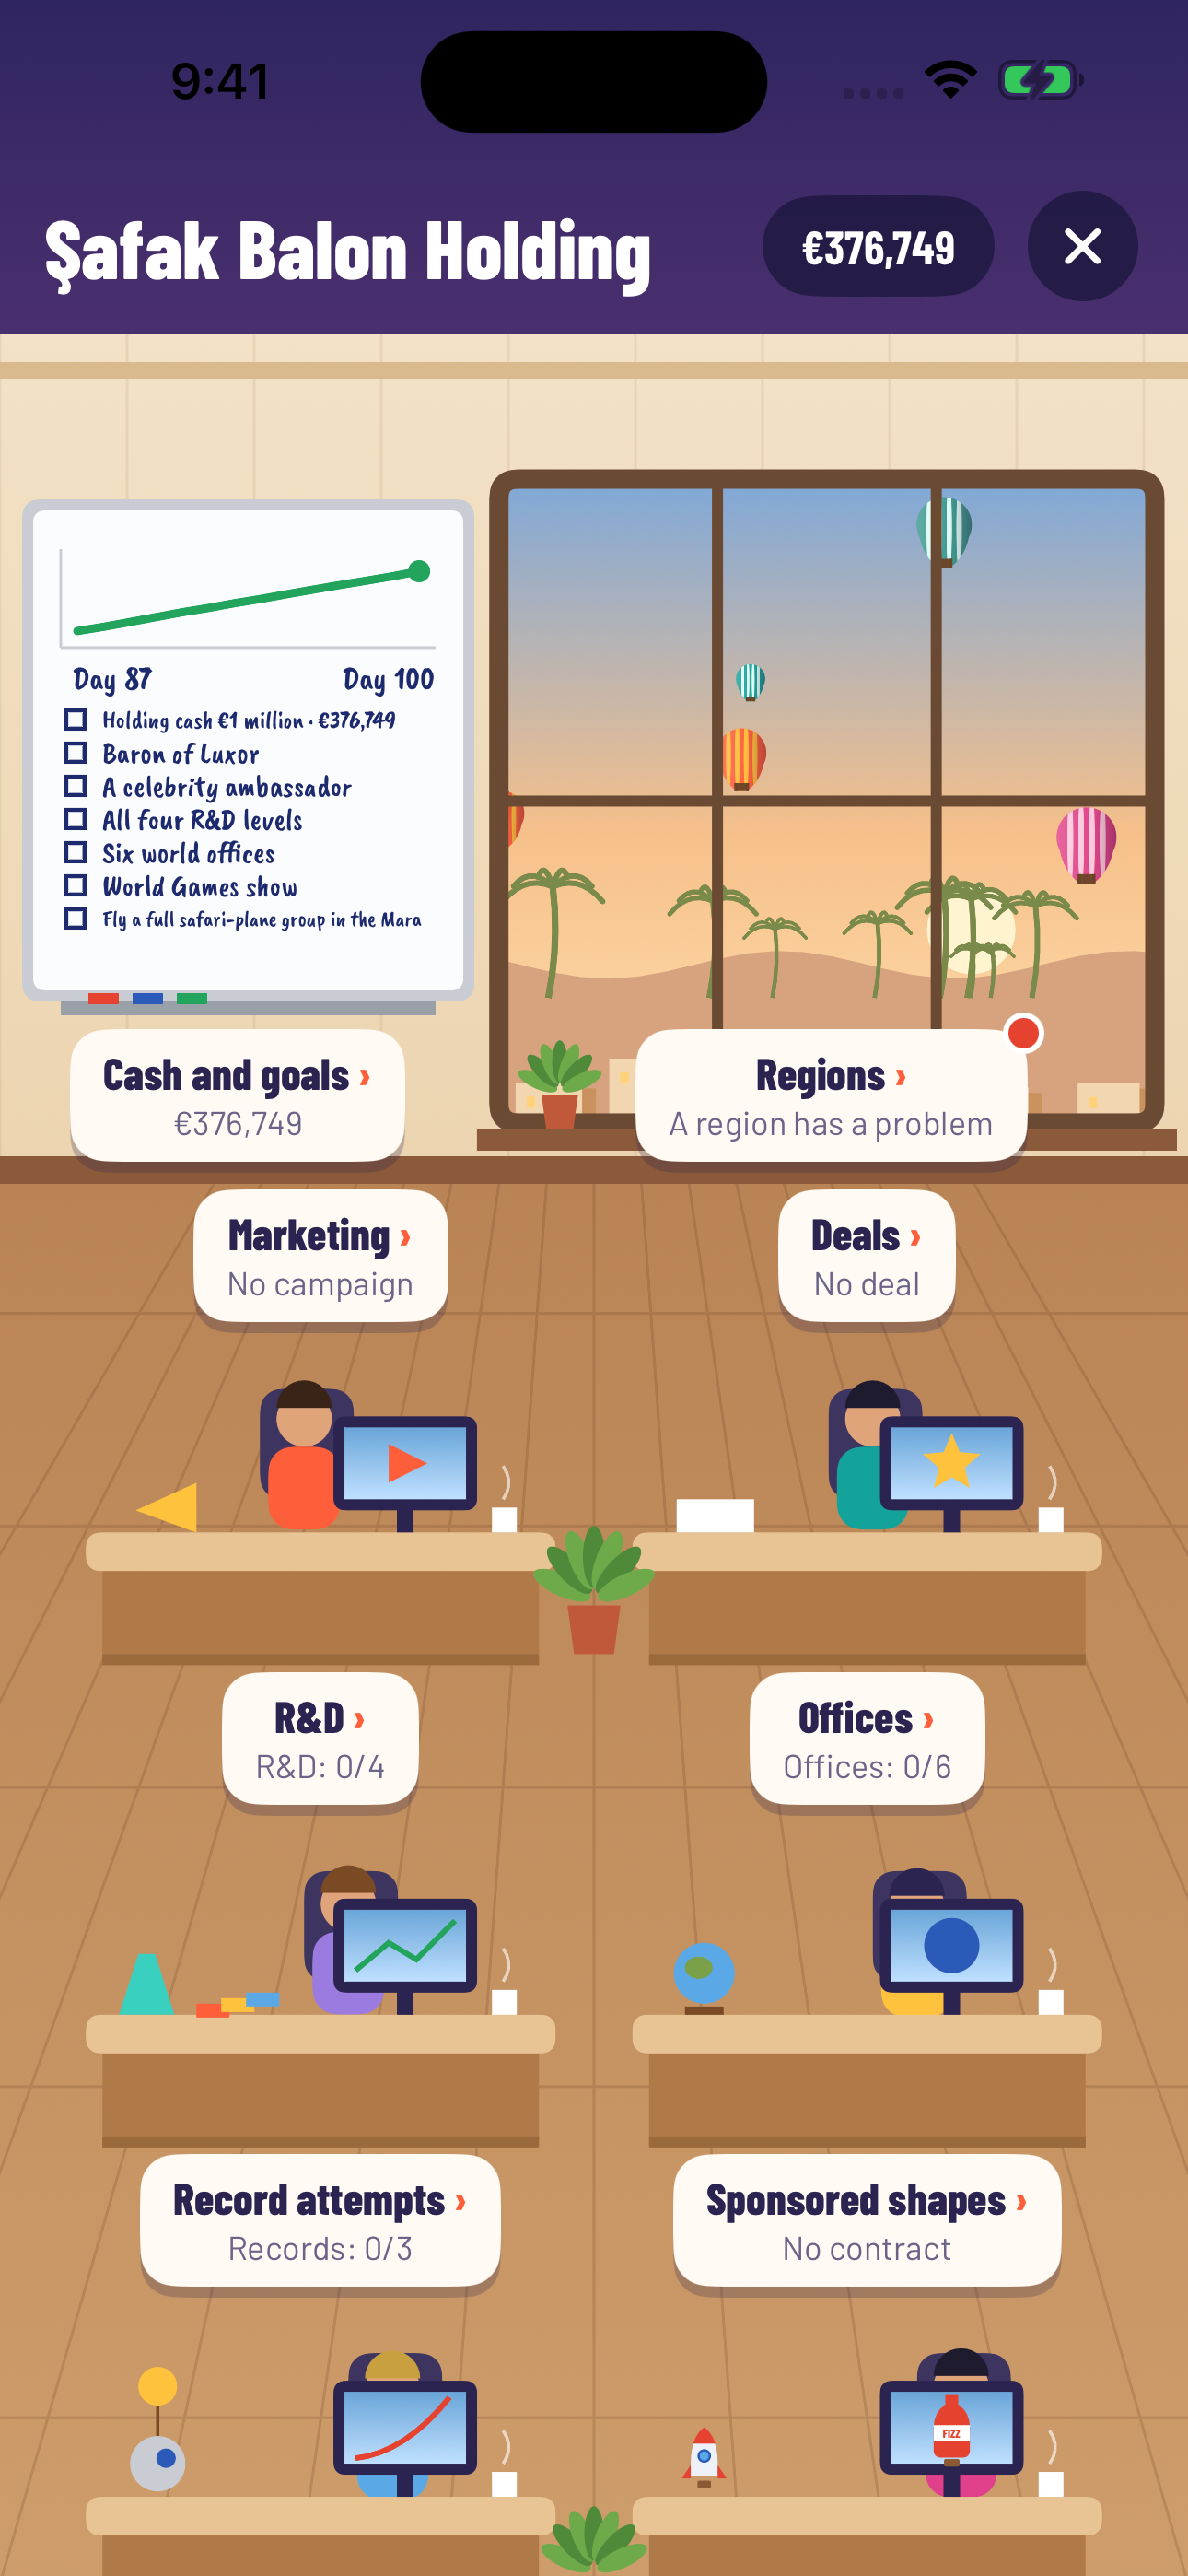 9:41
Şafak Balon Holding
€376,749
Day 87
Day 100
Holding cash €1 million · €376,749
Baron of Luxor
A celebrity ambassador
All four R&D levels
Six world offices
World Games show
Fly a full safari-plane group in the Mara
Cash and goals ›
€376,749
Regions ›
A region has a problem
Marketing ›
No campaign
Deals ›
No deal
R&D ›
R&D: 0/4
Offices ›
Offices: 0/6
Record attempts ›
Records: 0/3
Sponsored shapes ›
No contract
FIZZ